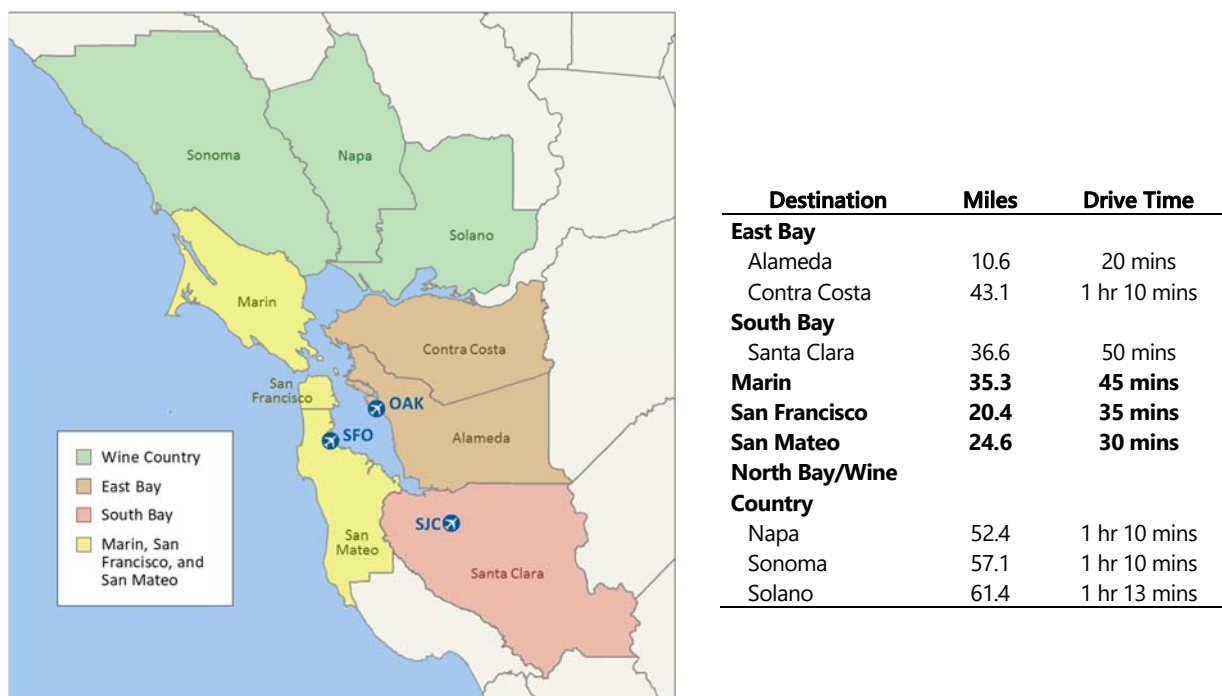 Sonoma
Napa
Solano
Marin
Contra Costa
San
Francisco
OAK
SFO
Alameda
SJC
San
Mateo
Santa Clara
Wine Country
East Bay
South Bay
Marin, San
Francisco, and
San Mateo
Destination Miles Drive Time
East Bay
Alameda 10.6 20 mins
Contra Costa 43.1 1 hr 10 mins
South Bay
Santa Clara 36.6 50 mins
Marin 35.3 45 mins
San Francisco 20.4 35 mins
San Mateo 24.6 30 mins
North Bay/Wine
Country
Napa 52.4 1 hr 10 mins
Sonoma 57.1 1 hr 10 mins
Solano 61.4 1 hr 13 mins